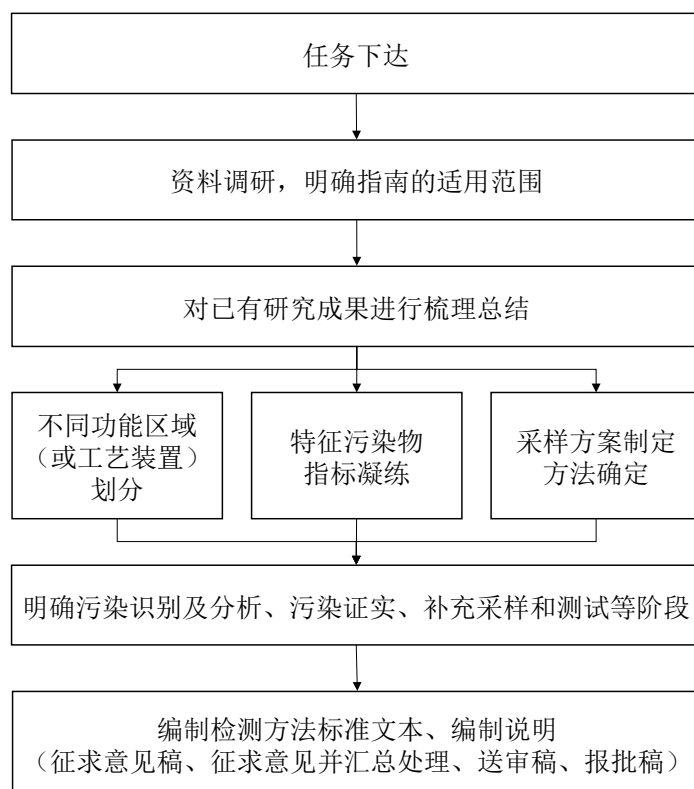 任务下达
资料调研，明确指南的适用范围
对已有研究成果进行梳理总结
不同功能区域
（或工艺装置）
划分
特征污染物
指标凝练
采样方案制定
方法确定
明确污染识别及分析、污染证实、补充采样和测试等阶段
编制检测方法标准文本、编制说明
（征求意见稿、征求意见并汇总处理、送审稿、报批稿）